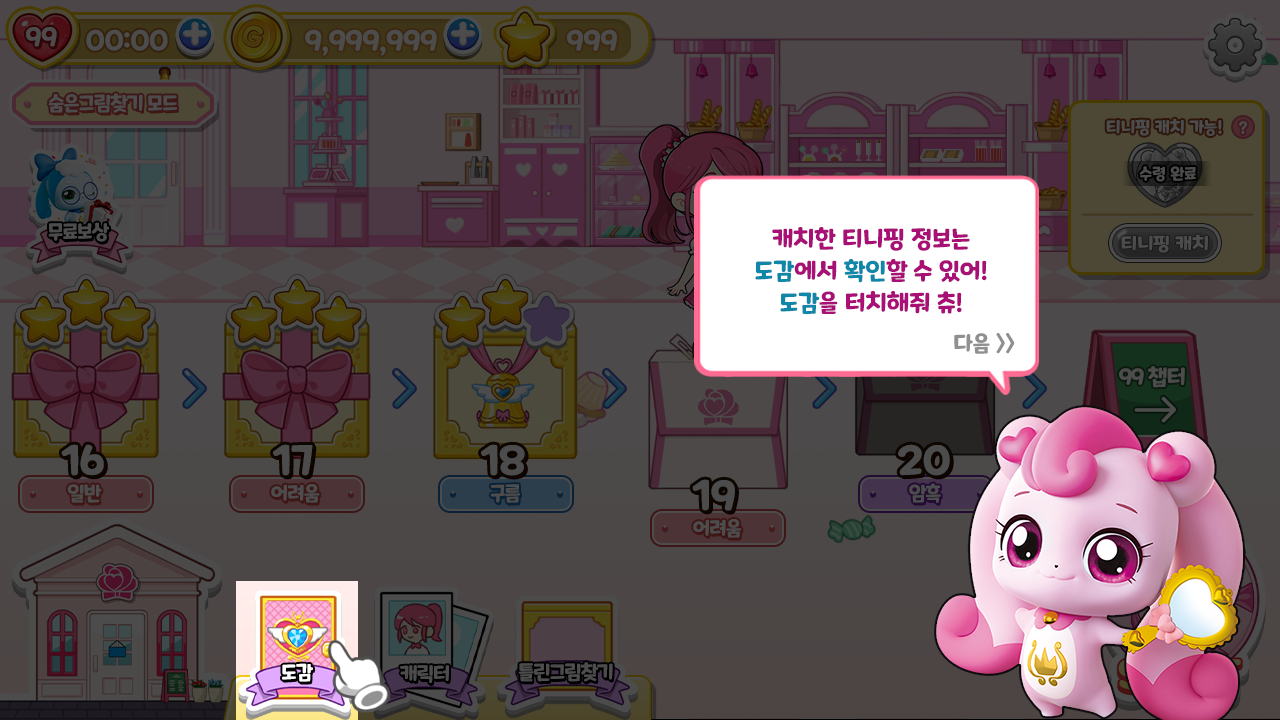 99
00:00
9,999,999
999
숨은그림찾기 모드
티니핑 캐치 가능!
?
수령 완료
티니핑 캐치
무료보상
캐치한 티니핑 정보는
도감에서 확인할 수 있어!
도감을 터치해줘 츄!
다음
99 챕터
16
일반
17
어려움
18
구름
19
어려움
20
암흑
도감
캐릭터
틀린그림찾기